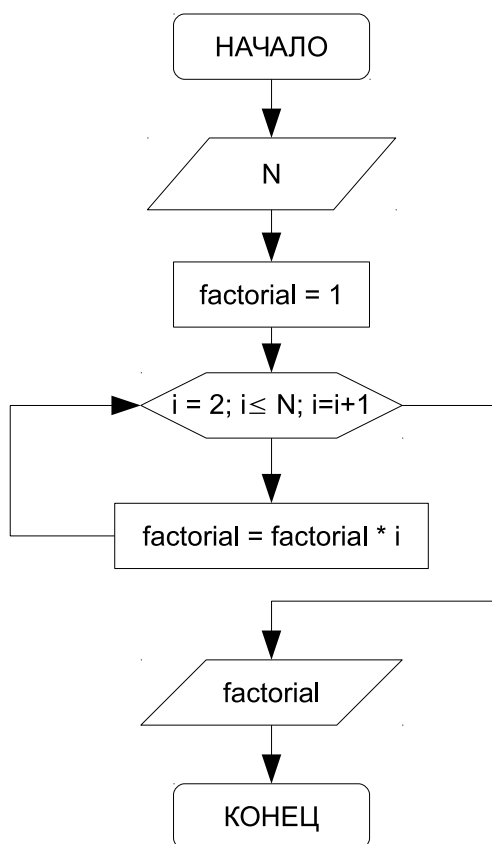 НАЧАЛО
N
factorial = 1
i = 2; i≤ N; i=i+1
factorial = factorial * i
factorial
КОНЕЦ